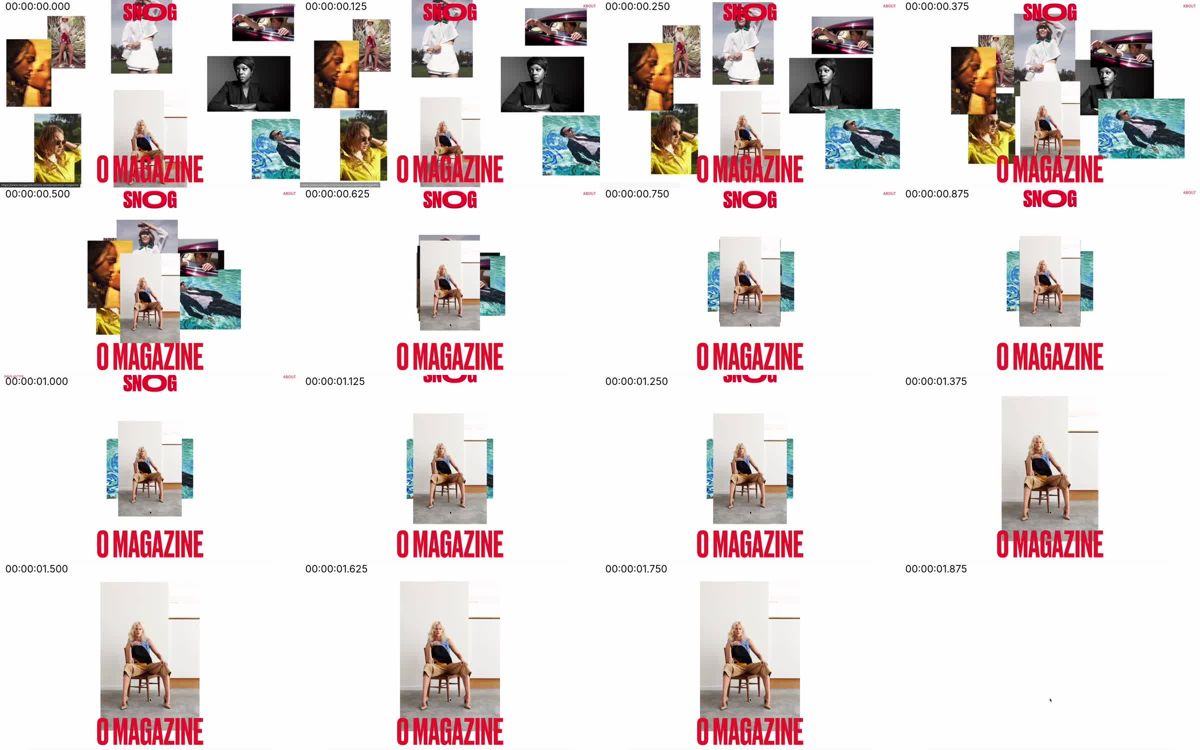 00:00:00.000 00:00:00.125 00:00:00.250 00:00:00.375
SNOG SNOG ABOUT SNOG ABOUT SNOG ABOUT
O MAGAZINE O MAGAZINE O MAGAZINE O MAGAZINE
00:00:00.500 00:00:00.625 00:00:00.750 00:00:00.875
SNOG ABOUT SNOG ABOUT SNOG ABOUT SNOG ABOUT
O MAGAZINE O MAGAZINE O MAGAZINE O MAGAZINE
00:00:01.000 00:00:01.125 00:00:01.250 00:00:01.375
SNOG ABOUT SNOG SNOG
O MAGAZINE O MAGAZINE O MAGAZINE O MAGAZINE
00:00:01.500 00:00:01.625 00:00:01.750 00:00:01.875
O MAGAZINE O MAGAZINE O MAGAZINE